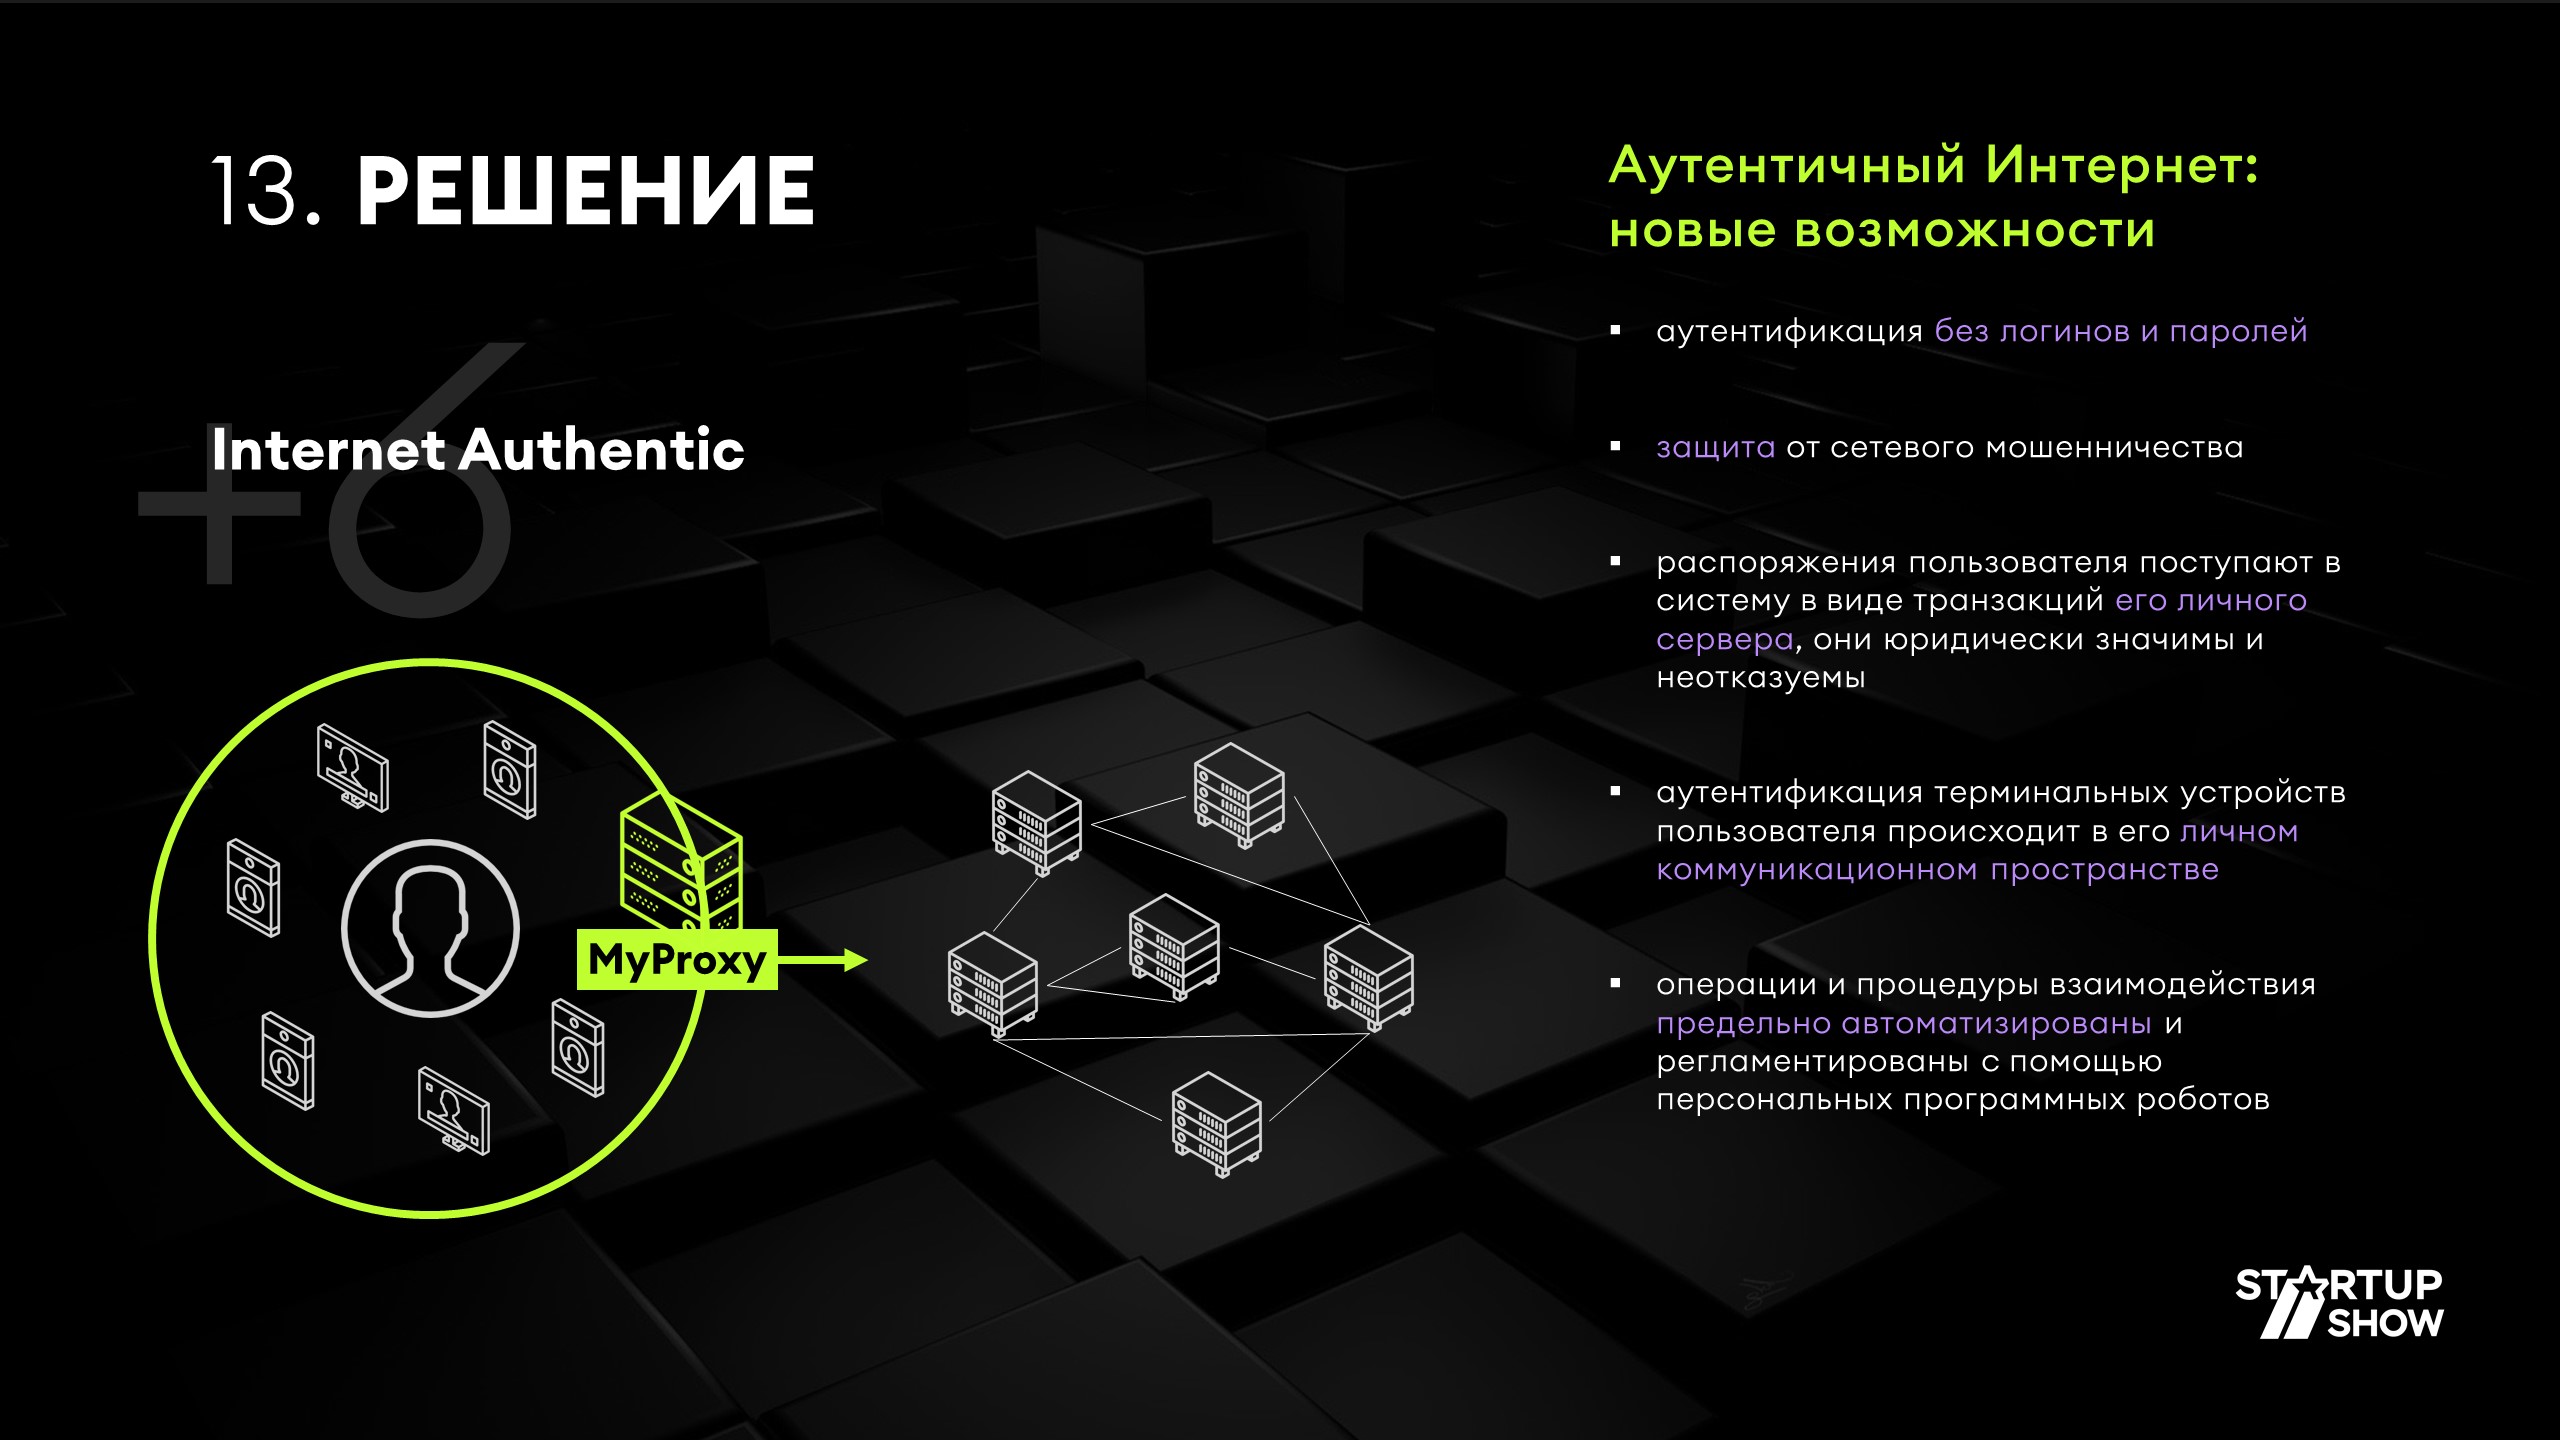 13. РЕШЕНИЕ
+6
Internet Authentic
MyProxy
Аутентичный Интернет:
новые возможности
▪ аутентификация без логинов и паролей
▪ защита от сетевого мошенничества
▪ распоряжения пользователя поступают в
систему в виде транзакций его личного
сервера, они юридически значимы и
неотказуемы
▪ аутентификация терминальных устройств
пользователя происходит в его личном
коммуникационном пространстве
▪ операции и процедуры взаимодействия
предельно автоматизированы и
регламентированы с помощью
персональных программных роботов
STARTUP
SHOW